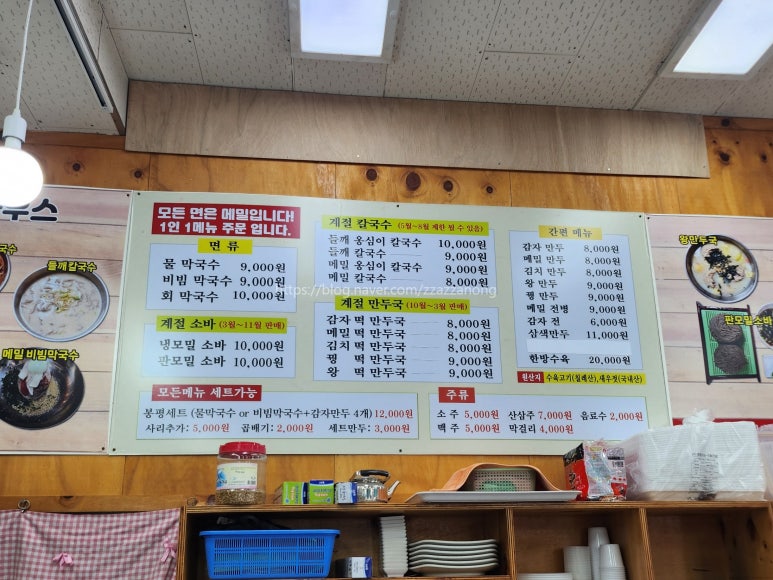 우스
들깨칼국수
메밀 비빔막국수
모든 면은 메밀입니다!
1인 1메뉴 주문 입니다.
면 류
물 막국수 9,000원
비빔 막국수 9,000원
회 막국수 10,000원
계절 소바 (3월~11월 판매)
냉모밀 소바 10,000원
판모밀 소바 10,000원
계절 칼국수 (5월~8월 제한 될 수 있음)
들깨 옹심이 칼국수 10,000원
들깨 칼국수 9,000원
메밀 옹심이 칼국수 9,000원
메밀 칼국수 8,000원
계절 만두국 (10월~3월 판매)
감자 떡 만두국 8,000원
메밀 떡 만두국 8,000원
김치 떡 만두국 8,000원
꿩 떡 만두국 9,000원
왕 떡 만두국 9,000원
간편 메뉴
감자 만두 8,000원
메밀 만두 8,000원
김치 만두 8,000원
왕 만두 9,000원
꿩 만두 9,000원
메밀 전병 9,000원
감자 전 6,000원
삼색만두 11,000원
한방수육 20,000원
원산지 수육고기(칠레산),새우젓(국내산)
모든메뉴 세트가능
봉평세트 (물막국수 or 비빔막국수+감자만두 4개) 12,000원
사리추가: 5,000원 곱배기: 2,000원 세트만두: 3,000원
주류
소 주 5,000원 산삼주 7,000원 음료수 2,000원
맥 주 5,000원 막걸리 4,000원
왕만두국
판모밀소바
https://blog.naver.com/zzazzanong